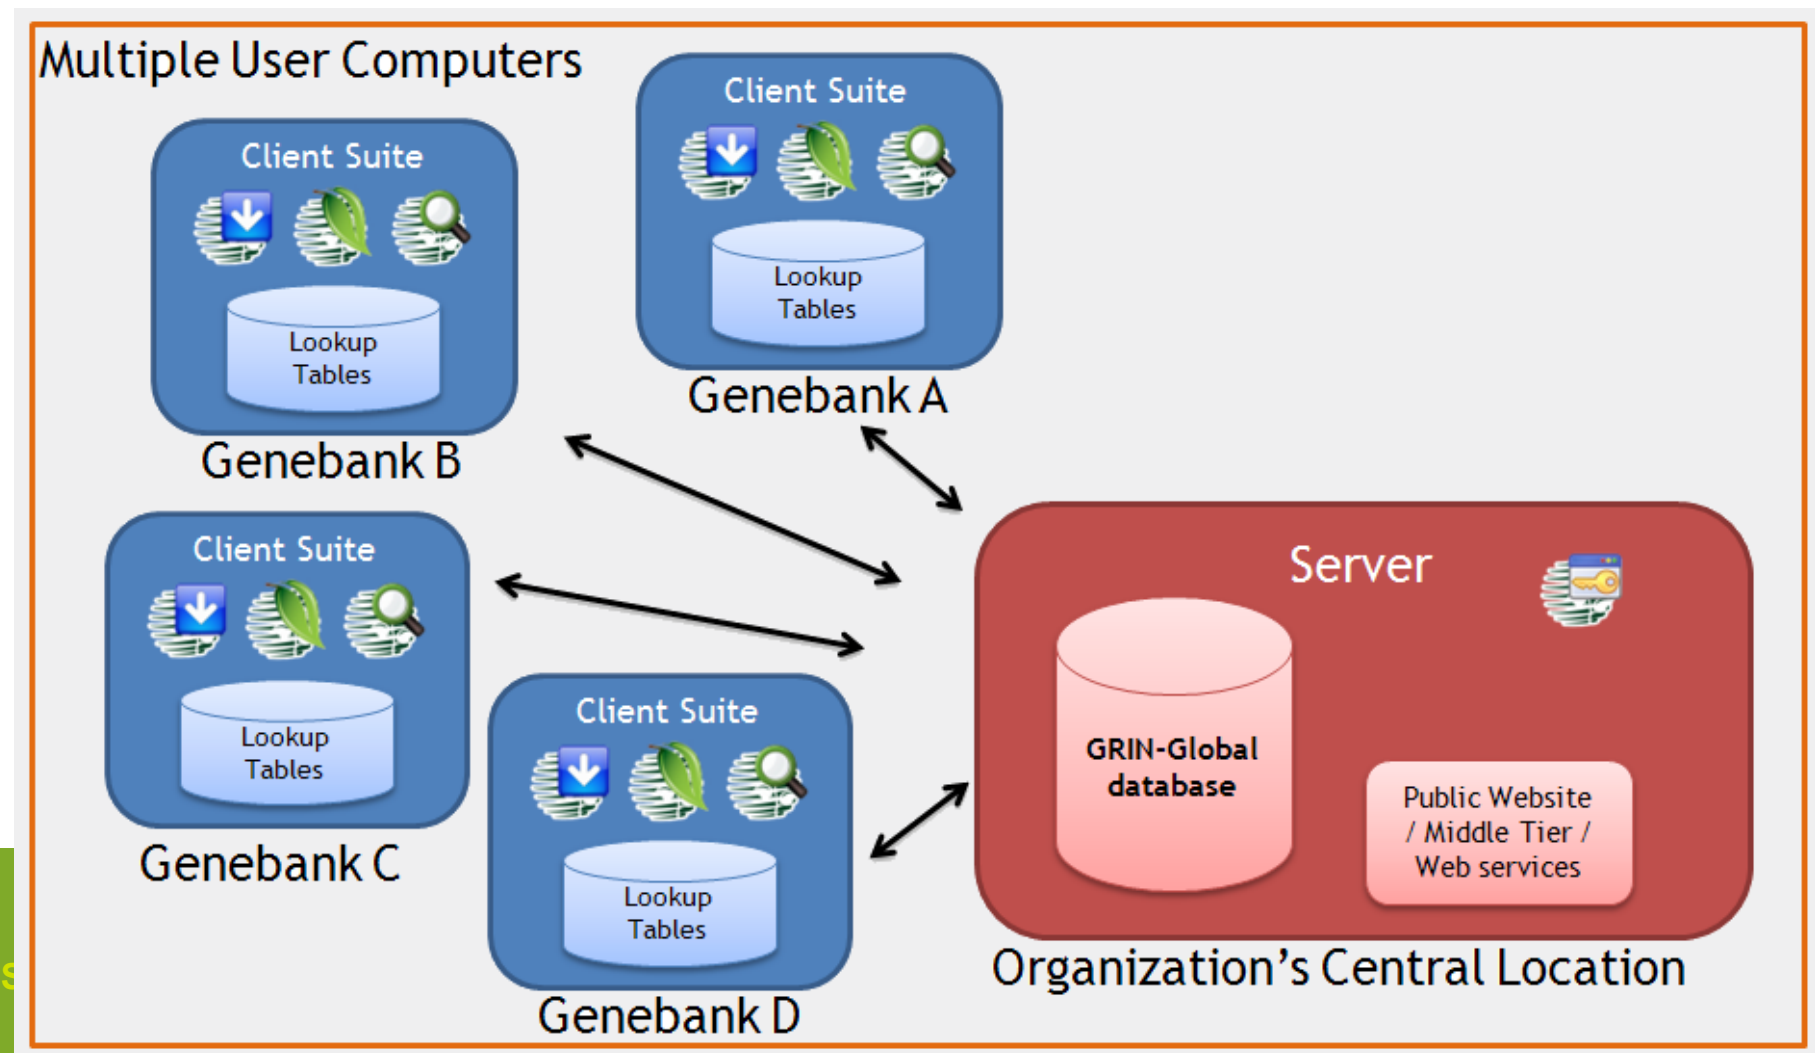 Multiple User Computers
Client Suite
Lookup
Tables
Genebank A
Client Suite
Lookup
Tables
Genebank B
Client Suite
Lookup
Tables
Genebank C
Client Suite
Lookup
Tables
Genebank D
Server
GRIN-Global
database
Public Website
/ Middle Tier /
Web services
Organization's Central Location
s